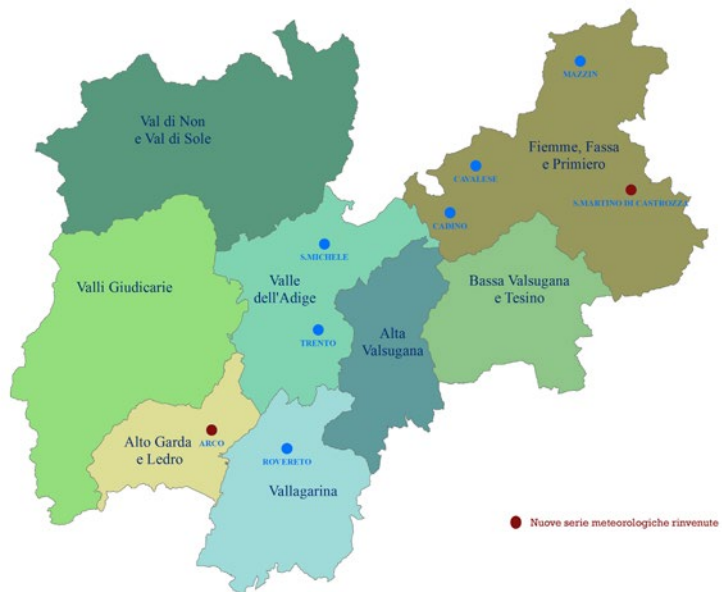 MAZZIN
Val di Non
e Val di Sole
Fiemme, Fassa
e Primiero
CAVALESE
S.MARTINO DI CASTROZZA
CADINO
S.MICHELE
Valli Giudicarie
Valle
dell'Adige
Bassa Valsugana
e Tesino
TRENTO
Alta
Valsugana
Alto Garda
e Ledro
ARCO
ROVERETO
Vallagarina
Nuove serie meteorologiche rinvenute